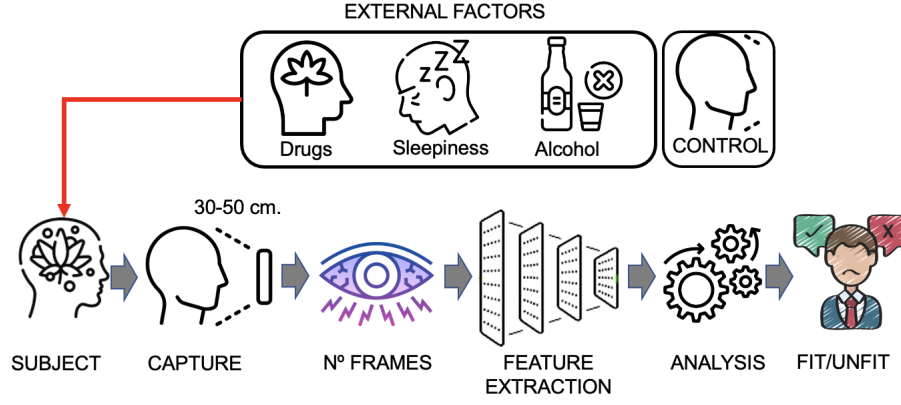 EXTERNAL FACTORS
z Z Z
Drugs
Sleepiness
Alcohol
CONTROL
30-50 cm.
SUBJECT
CAPTURE
Nº FRAMES
FEATURE
EXTRACTION
ANALYSIS
FIT/UNFIT